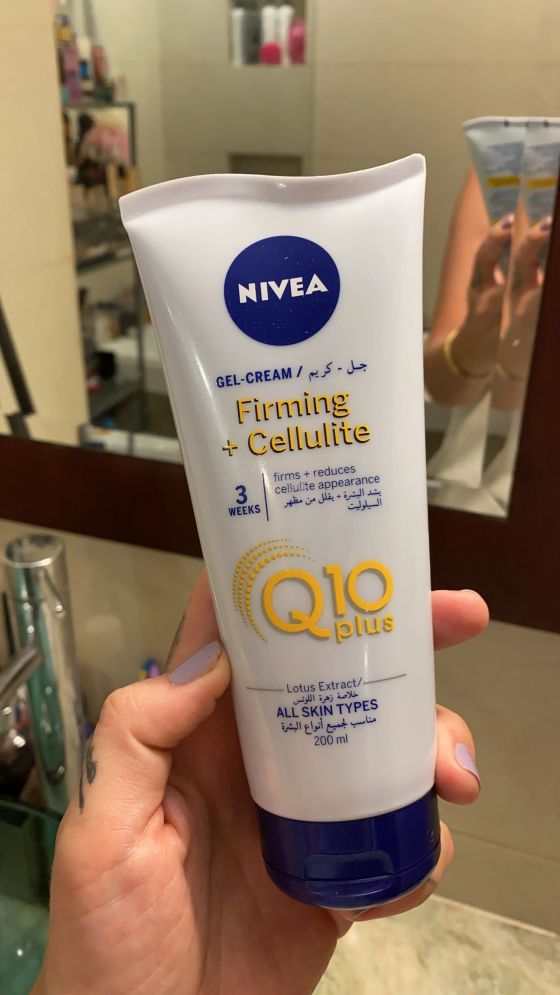 NIVEA
GEL-CREAM / جل - كريم
Firming
+ Cellulite
3
WEEKS
firms + reduces
cellulite appearance
يشد البشرة + يقلل من مظهر
السيلوليت
Q10
plus
Lotus Extract/
خلاصة زهرة اللوتس
ALL SKIN TYPES
مناسب لجميع أنواع البشرة
200 ml